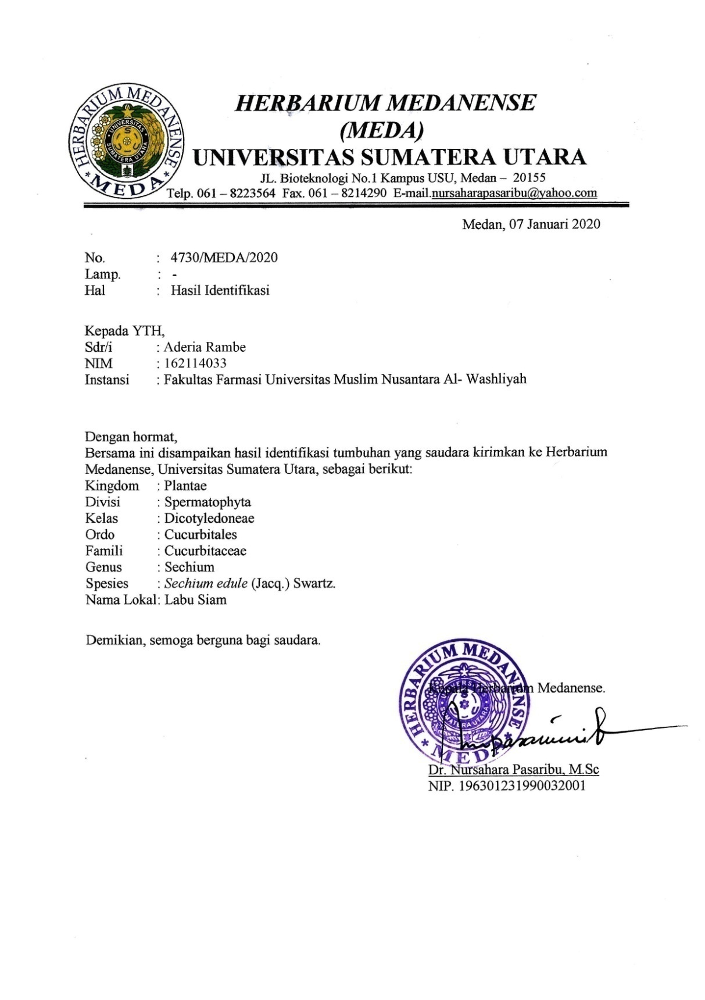 HERBARIUM MEDANENSE
MEDA
UNIVERSITAS
SUMATERA UTARA
HERBARIUM MEDANENSE
(MEDA)
UNIVERSITAS SUMATERA UTARA
JL. Bioteknologi No.1 Kampus USU, Medan – 20155
Telp. 061 – 8223564 Fax. 061 – 8214290 E-mail.nursaharapasaribu@yahoo.com
Medan, 07 Januari 2020
No. : 4730/MEDA/2020
Lamp. : -
Hal : Hasil Identifikasi
Kepada YTH,
Sdr/i : Aderia Rambe
NIM : 162114033
Instansi : Fakultas Farmasi Universitas Muslim Nusantara Al- Washliyah
Dengan hormat,
Bersama ini disampaikan hasil identifikasi tumbuhan yang saudara kirimkan ke Herbarium
Medanense, Universitas Sumatera Utara, sebagai berikut:
Kingdom : Plantae
Divisi : Spermatophyta
Kelas : Dicotyledoneae
Ordo : Cucurbitales
Famili : Cucurbitaceae
Genus : Sechium
Spesies : Sechium edule (Jacq.) Swartz.
Nama Lokal: Labu Siam
Demikian, semoga berguna bagi saudara.
HERBARIUM MEDANENSE
MEDA
UNIVERSITAS
SUMATERA UTARA
Kepala Herbarium Medanense.
Dr. Nursahara Pasaribu, M.Sc
NIP. 196301231990032001